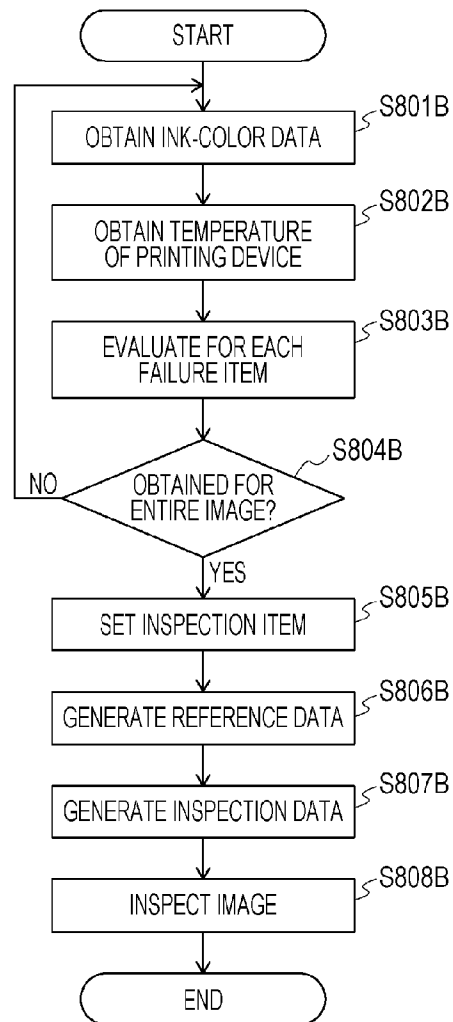 START
S801B
OBTAIN INK-COLOR DATA
S802B
OBTAIN TEMPERATURE
OF PRINTING DEVICE
S803B
EVALUATE FOR EACH
FAILURE ITEM
S804B
NO
OBTAINED FOR
ENTIRE IMAGE?
YES
S805B
SET INSPECTION ITEM
S806B
GENERATE REFERENCE DATA
S807B
GENERATE INSPECTION DATA
S808B
INSPECT IMAGE
END